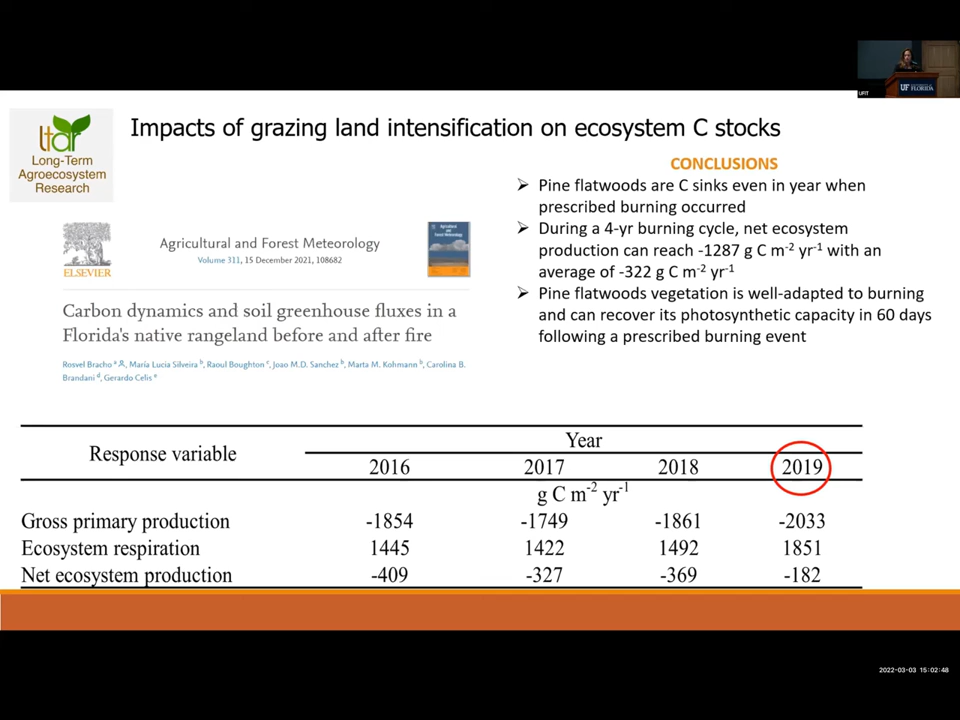 UF FLORIDA
UFIT
ltar
Long-Term
Agroecosystem
Research
Impacts of grazing land intensification on ecosystem C stocks
CONCLUSIONS
➢ Pine flatwoods are C sinks even in year when
prescribed burning occurred
➢ During a 4-yr burning cycle, net ecosystem
production can reach -1287 g C m⁻² yr⁻¹ with an
average of -322 g C m⁻² yr⁻¹
➢ Pine flatwoods vegetation is well-adapted to burning
and can recover its photosynthetic capacity in 60 days
following a prescribed burning event
ELSEVIER
Agricultural and Forest Meteorology
Volume 311, 15 December 2021, 108682
Carbon dynamics and soil greenhouse fluxes in a
Florida's native rangeland before and after fire
Rosvel Bracho ᵃ, Maria Lucia Silveira ᵇ, Raoul Boughton ᶜ, Joao M.D. Sanchez ᵇ, Marta M. Kohmann ᵇ, Carolina B.
Brandani ᵈ, Gerardo Celis ᵉ
Response variable
Year
2016 2017 2018 2019
g C m⁻² yr⁻¹
Gross primary production -1854 -1749 -1861 -2033
Ecosystem respiration 1445 1422 1492 1851
Net ecosystem production -409 -327 -369 -182
2022-03-03 15:02:48